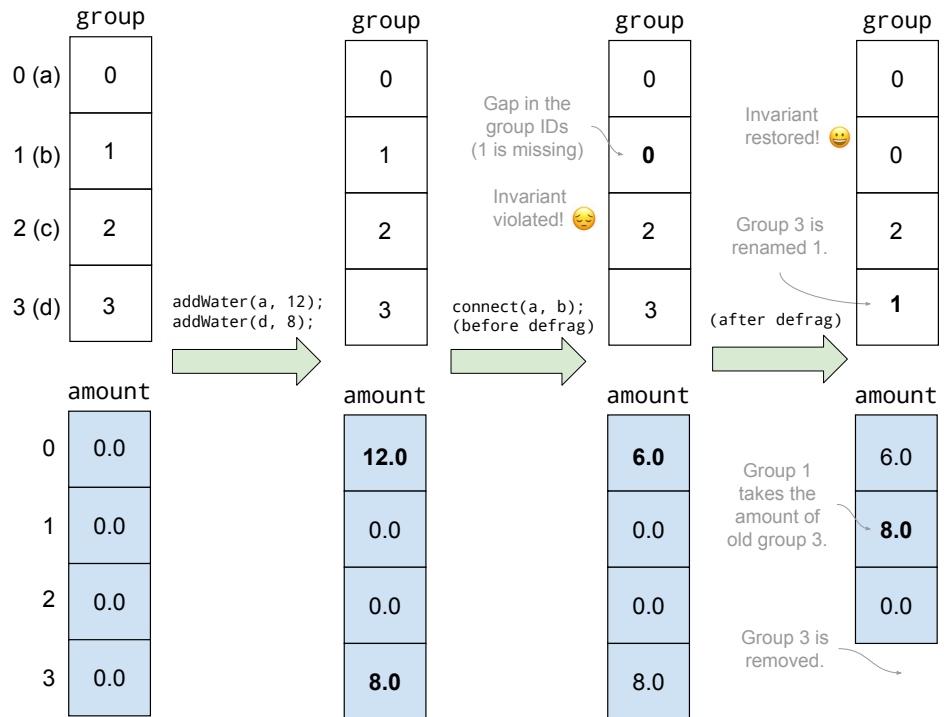 group
0 (a)
0
1 (b)
1
2 (c)
2
3 (d)
3
addWater(a, 12);
addWater(d, 8);
group
0
1
2
3
Gap in the
group IDs
(1 is missing)
Invariant
violated! 😔
connect(a, b);
(before defrag)
group
0
0
2
3
Invariant
restored! 😀
Group 3 is
renamed 1.
(after defrag)
group
0
0
2
1
amount
0
0.0
1
0.0
2
0.0
3
0.0
amount
12.0
0.0
0.0
8.0
amount
6.0
0.0
0.0
8.0
Group 1
takes the
amount of
old group 3.
Group 3 is
removed.
amount
6.0
8.0
0.0